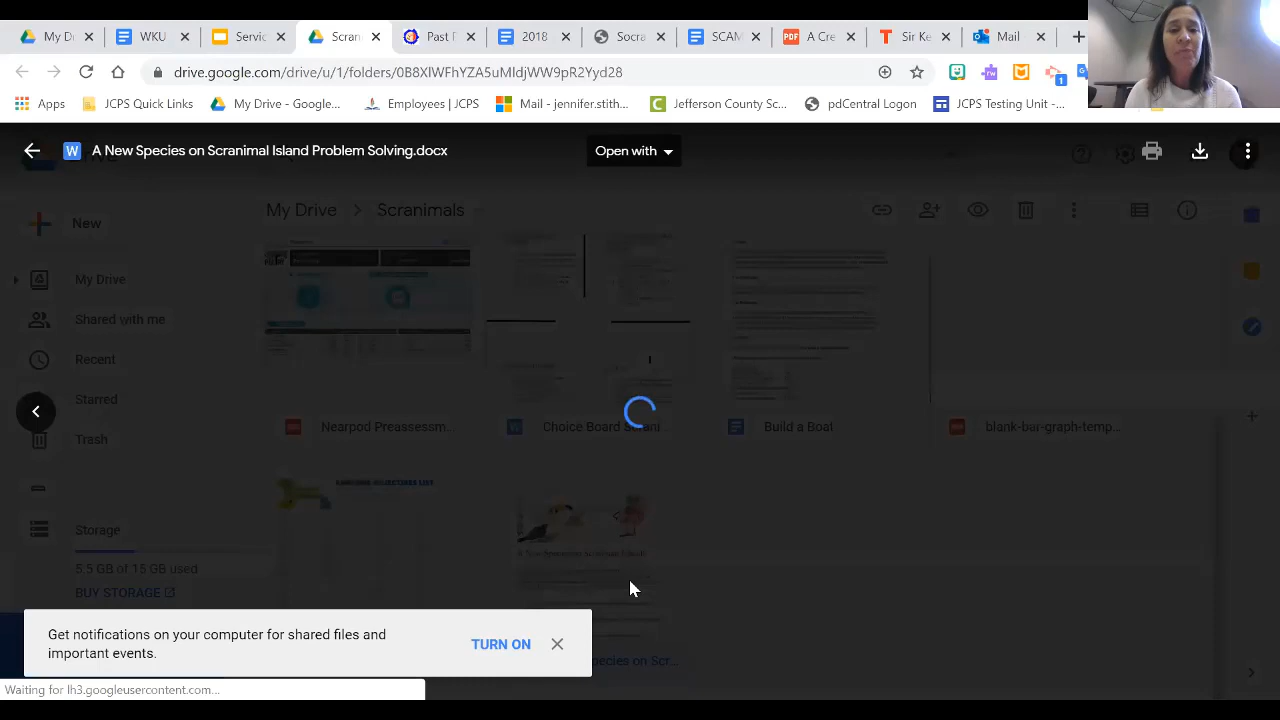 My D
WKU
Servic
Scran
Past
2018
Socra
SCAM
PDF
A Cre
Sir Ke
Mail -
drive.google.com/drive/u/1/folders/0B8XlWFhYZA5uMldjWW9pR2Yyd28
Apps
JCPS Quick Links
My Drive - Google...
Employees | JCPS
Mail - jennifer.stith...
Jefferson County Sc...
pdCentral Logon
JCPS Testing Unit -...
W
A New Species on Scranimal Island Problem Solving.docx
Open with
New
My Drive > Scranimals
My Drive
Shared with me
Recent
Starred
Trash
Nearpod Preassessm...
Choice Board Scrani...
Build a Boat
blank-bar-graph-temp...
Storage
5.5 GB of 15 GB used
BUY STORAGE
Get notifications on your computer for shared files and
important events.
TURN ON
pecies on Scr...
Waiting for lh3.googleusercontent.com...